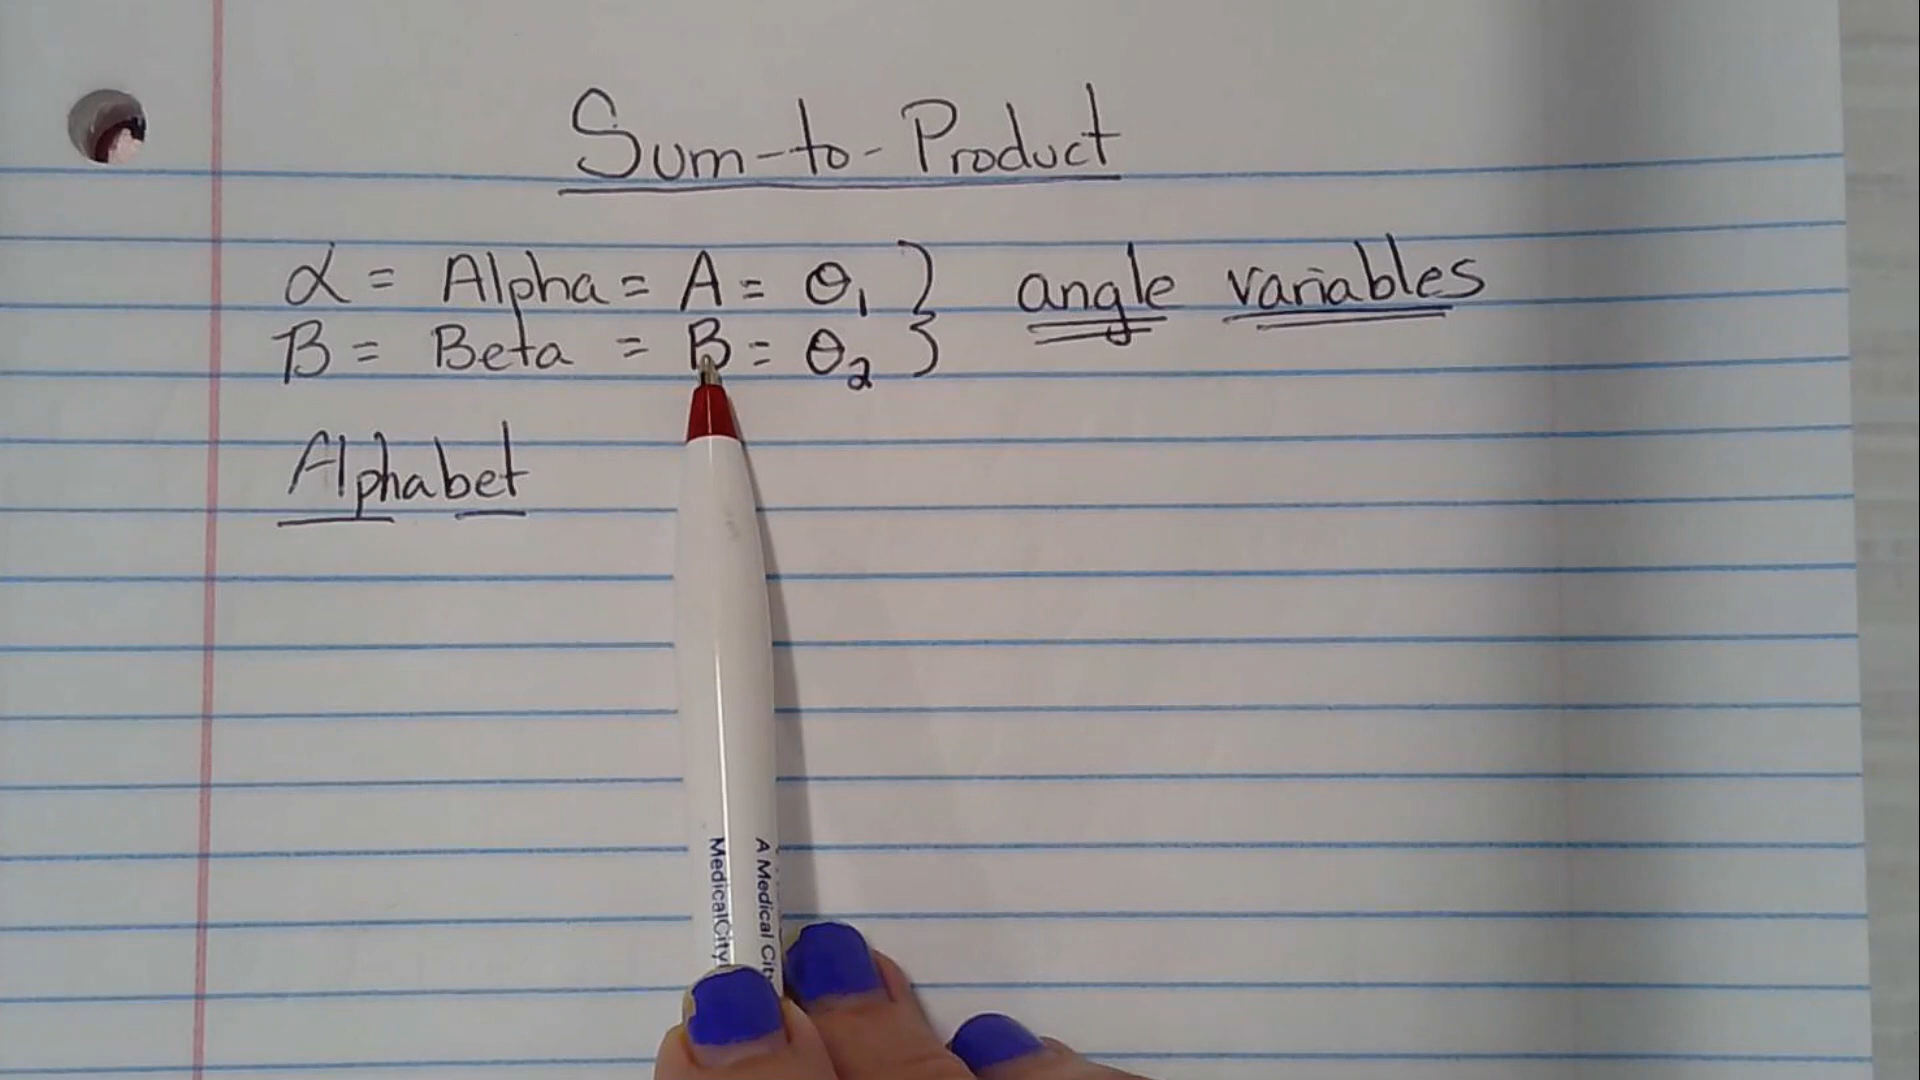 Sum-to-Product
α = Alpha = A = θ₁ } angle variables
β = Beta = B = θ₂ }
Alphabet
A Medical City
MedicalCity